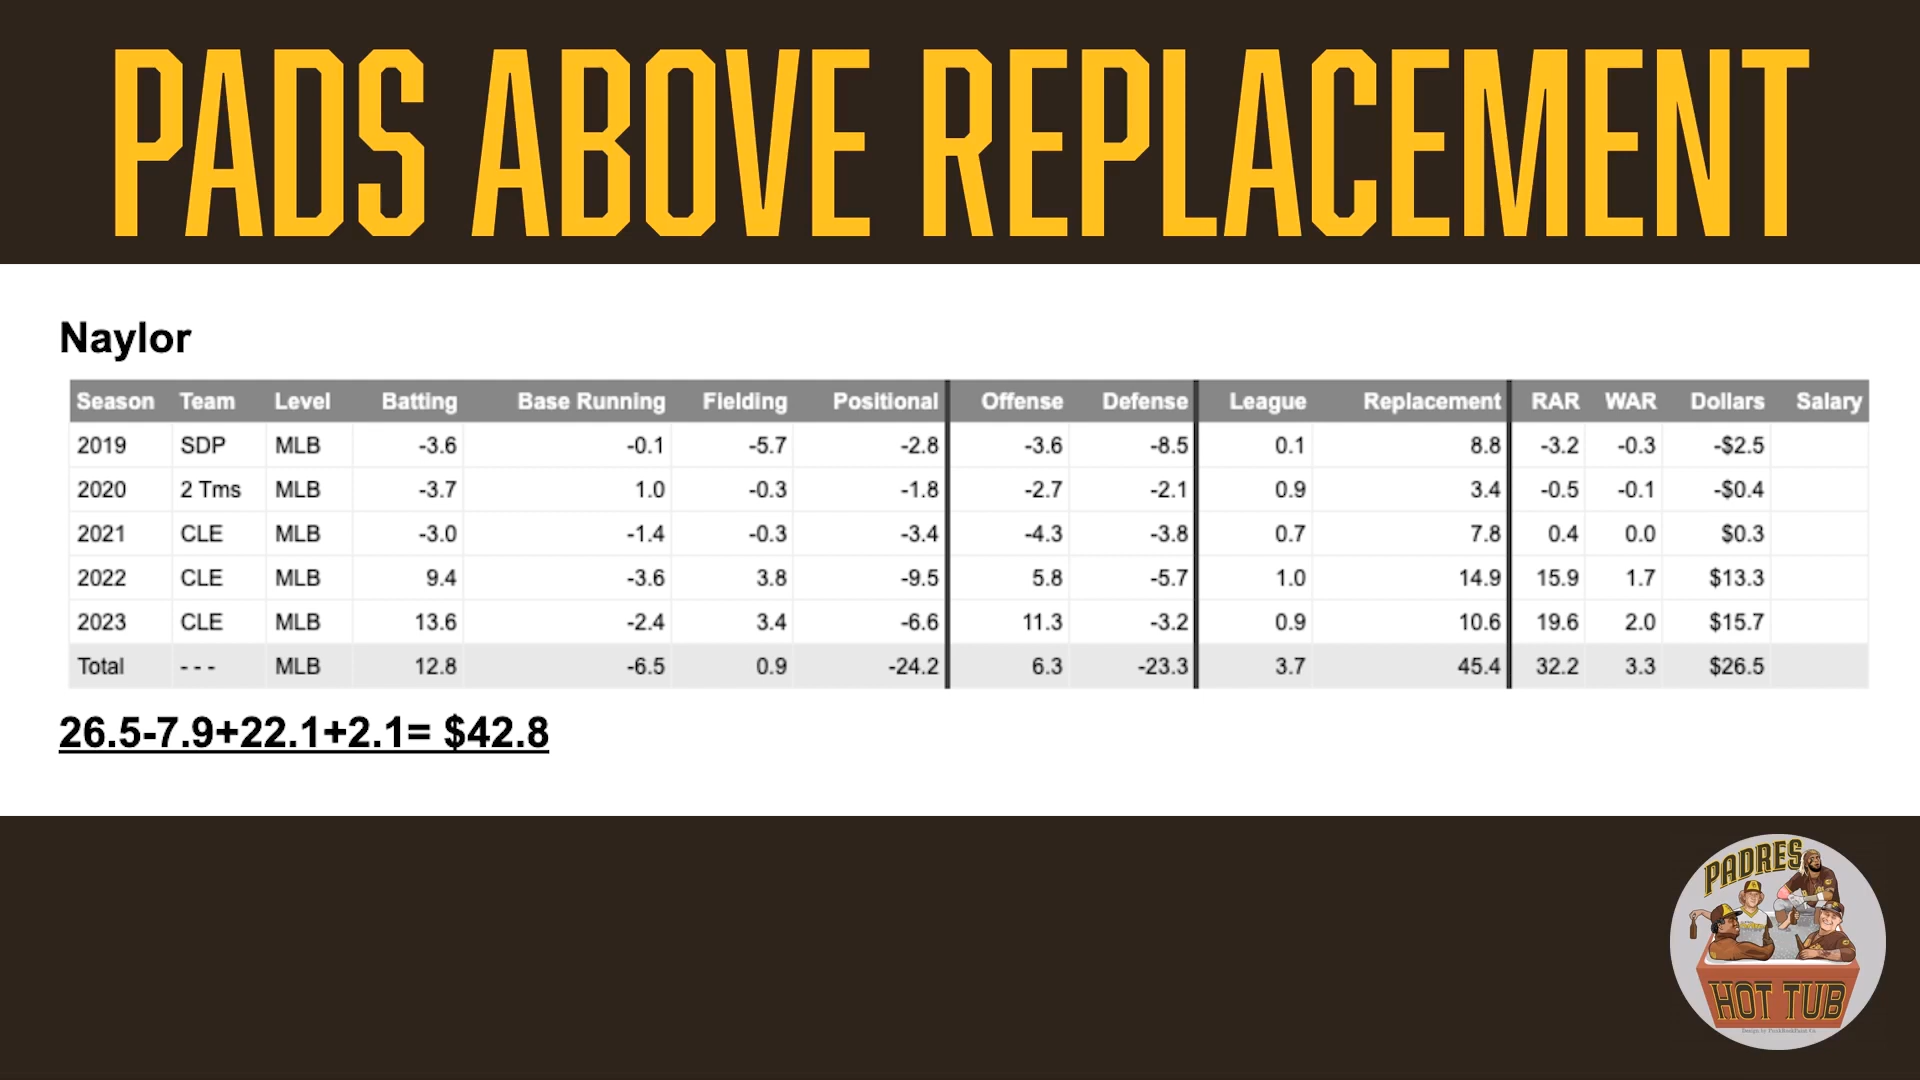 PADS ABOVE REPLACEMENT
Naylor
Season Team Level Batting Base Running Fielding Positional Offense Defense League Replacement RAR WAR Dollars Salary
2019 SDP MLB -3.6 -0.1 -5.7 -2.8 -3.6 -8.5 0.1 8.8 -3.2 -0.3 -$2.5
2020 2 Tms MLB -3.7 1.0 -0.3 -1.8 -2.7 -2.1 0.9 3.4 -0.5 -0.1 -$0.4
2021 CLE MLB -3.0 -1.4 -0.3 -3.4 -4.3 -3.8 0.7 7.8 0.4 0.0 $0.3
2022 CLE MLB 9.4 -3.6 3.8 -9.5 5.8 -5.7 1.0 14.9 15.9 1.7 $13.3
2023 CLE MLB 13.6 -2.4 3.4 -6.6 11.3 -3.2 0.9 10.6 19.6 2.0 $15.7
Total - - - MLB 12.8 -6.5 0.9 -24.2 6.3 -23.3 3.7 45.4 32.2 3.3 $26.5
26.5-7.9+22.1+2.1= $42.8
PADRES
HOT TUB